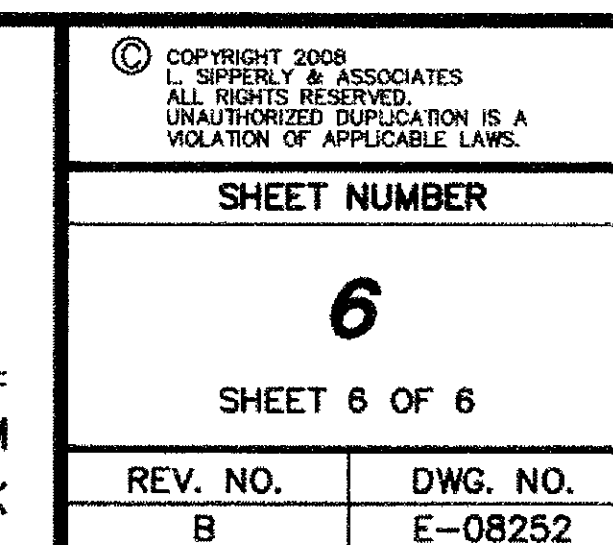 © COPYRIGHT 2008
L. SIPPERLY & ASSOCIATES
ALL RIGHTS RESERVED.
UNAUTHORIZED DUPLICATION IS A
VIOLATION OF APPLICABLE LAWS.
SHEET NUMBER
6
SHEET 6 OF 6
REV. NO. DWG. NO.
B E-08252